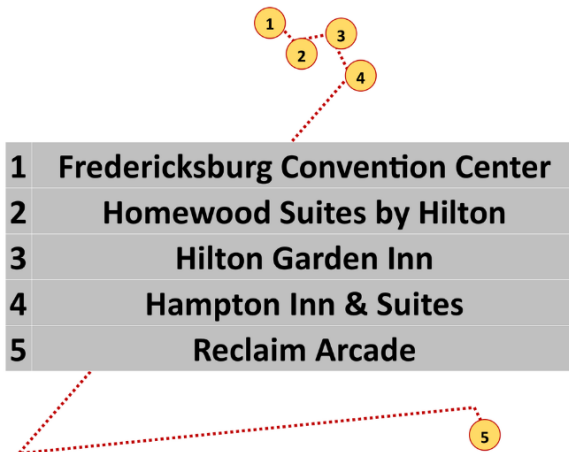 1
3
2
4
1 Fredericksburg Convention Center
2 Homewood Suites by Hilton
3 Hilton Garden Inn
4 Hampton Inn & Suites
5 Reclaim Arcade
5